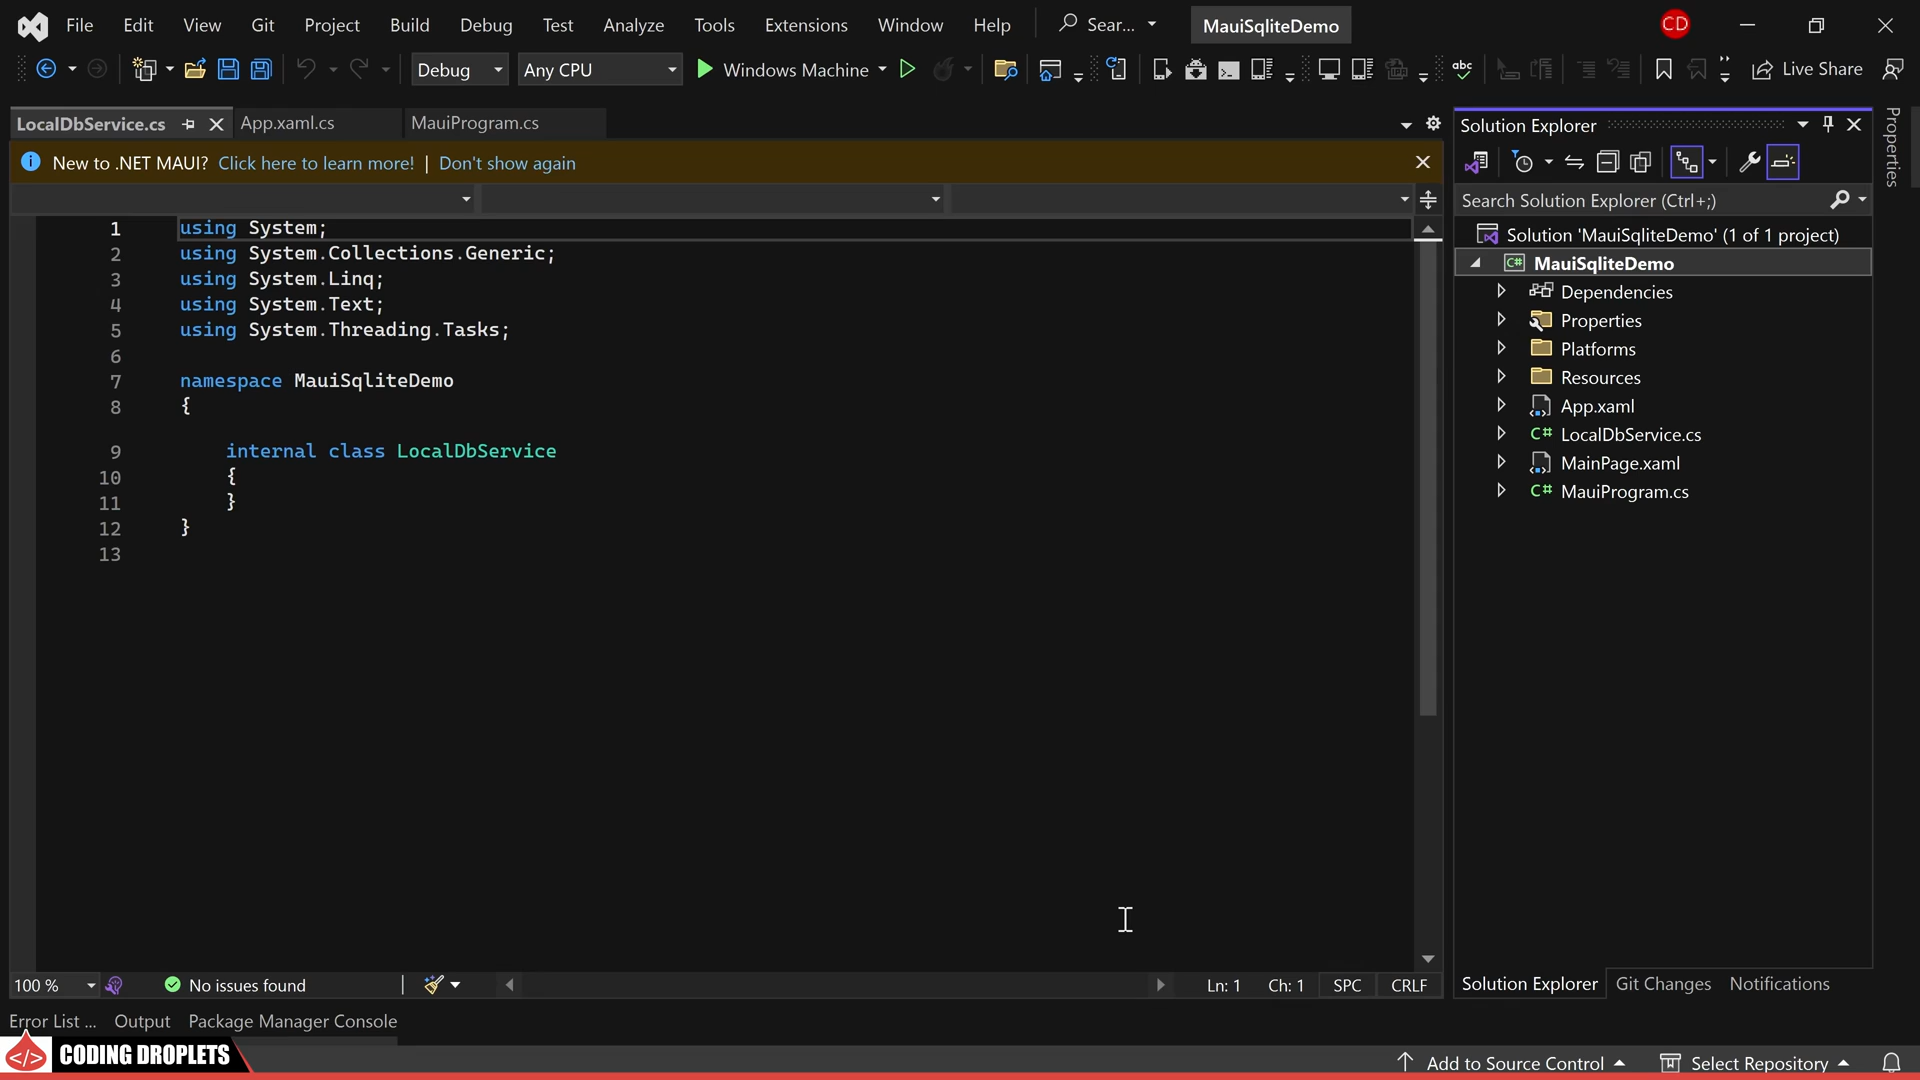 File Edit View Git Project Build Debug Test Analyze Tools Extensions Window Help Sear... MauiSqliteDemo CD
Debug Any CPU Windows Machine abc Live Share
LocalDbService.cs App.xaml.cs MauiProgram.cs
New to .NET MAUI? Click here to learn more! | Don't show again
1 using System;
2 using System.Collections.Generic;
3 using System.Linq;
4 using System.Text;
5 using System.Threading.Tasks;
6
7 namespace MauiSqliteDemo
8 {
9 internal class LocalDbService
10 {
11 }
12 }
13
100 % No issues found Ln: 1 Ch: 1 SPC CRLF
Solution Explorer
Search Solution Explorer (Ctrl+;)
Solution 'MauiSqliteDemo' (1 of 1 project)
C# MauiSqliteDemo
Dependencies
Properties
Platforms
Resources
App.xaml
C# LocalDbService.cs
MainPage.xaml
C# MauiProgram.cs
Solution Explorer Git Changes Notifications
Properties
Error List ... Output Package Manager Console
</> CODING DROPLETS
Add to Source Control Select Repository